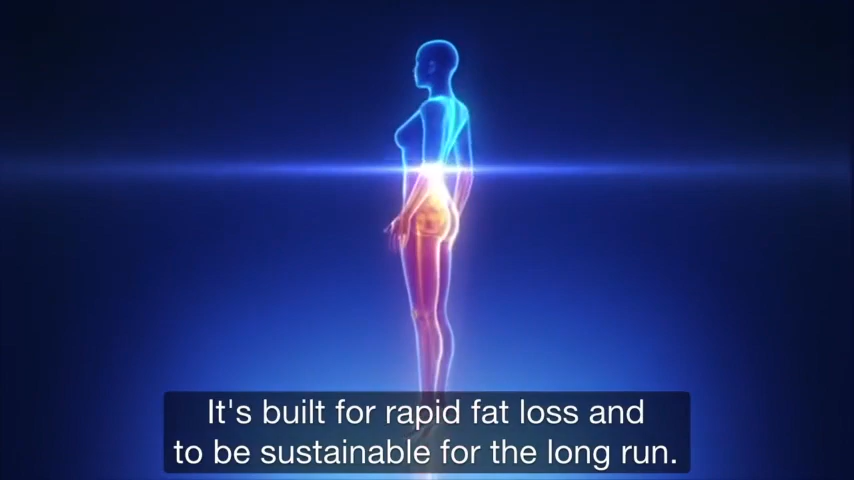 It's built for rapid fat loss and
to be sustainable for the long run.